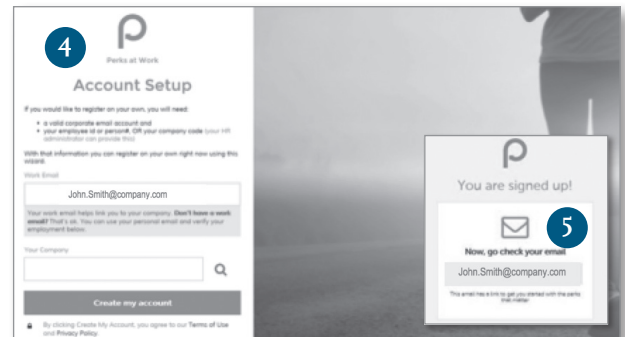 4
Perks at Work
Account Setup
If you would like to register on your own, you will need:
• a valid corporate email account and
• your employee id or person#, OR your company code (your HR
administrator can provide this)
With that information you can register on your own right now using this
wizard.
Work Email
John.Smith@company.com
Your work email helps link you to your company. Don't have a work
email? That's ok. You can use your personal email and verify your
employment below.
Your Company
Create my account
By clicking Create My Account, you agree to our Terms of Use
and Privacy Policy.
You are signed up!
5
Now, go check your email
John.Smith@company.com
This email has a link to get you started with the perks
that matter.